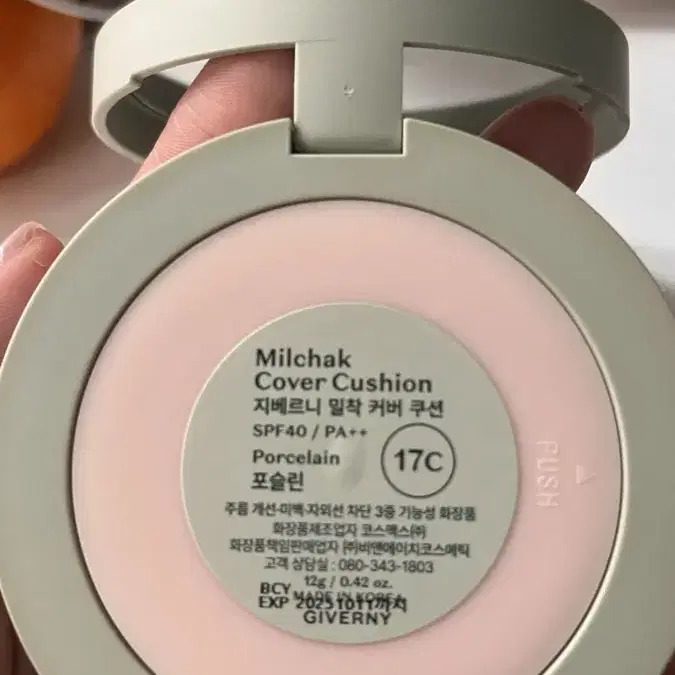 Milchak
Cover Cushion
지베르니 밀착 커버 쿠션
SPF40 / PA++
Porcelain
포슬린
17C
주름 개선·미백·자외선 차단 3중 기능성 화장품
화장품제조업자 코스맥스㈜
화장품책임판매업자 ㈜비앤에이치코스메틱
고객 상담실 : 080-343-1803
12g / 0.42 oz.
BCY
MADE IN KOREA
EXP 20251011까지
GIVERNY
PUSH